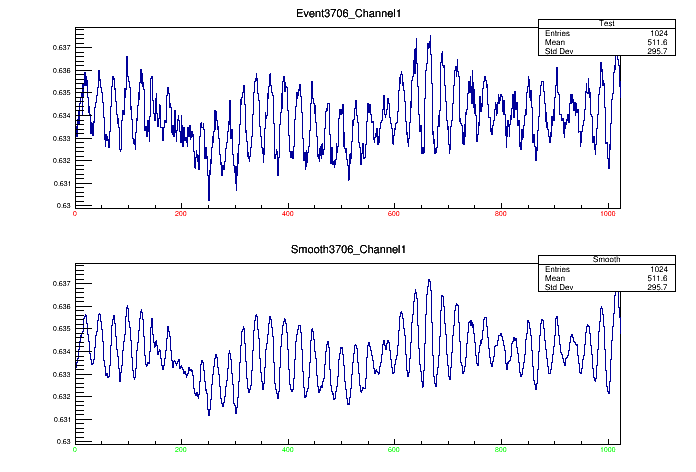 Event3706_Channel1
Test
Entries 1024
Mean 511.6
Std Dev 295.7
0.637
0.636
0.635
0.634
0.633
0.632
0.631
0.63
0 200 400 600 800 1000
Smooth3706_Channel1
Smooth
Entries 1024
Mean 511.6
Std Dev 295.7
0.637
0.636
0.635
0.634
0.633
0.632
0.631
0.63
0 200 400 600 800 1000